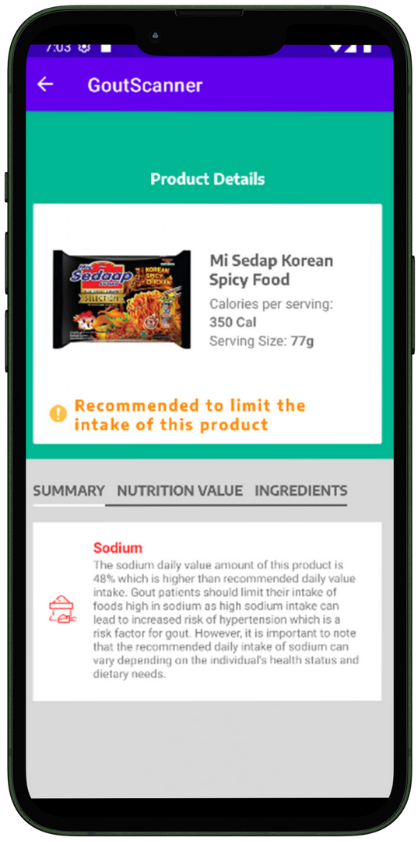 7:03
GoutScanner
Product Details
Mi
Sedaap
KOREAN
SPICY
CHICKEN
SELECTION
Mi Sedap Korean
Spicy Food
Calories per serving:
350 Cal
Serving Size: 77g
Recommended to limit the
intake of this product
SUMMARY NUTRITION VALUE INGREDIENTS
Sodium
The sodium daily value amount of this product is
48% which is higher than recommended daily value
intake. Gout patients should limit their intake of
foods high in sodium as high sodium intake can
lead to increased risk of hypertension which is a
risk factor for gout. However, it is important to note
that the recommended daily intake of sodium can
vary depending on the individual's health status and
dietary needs.